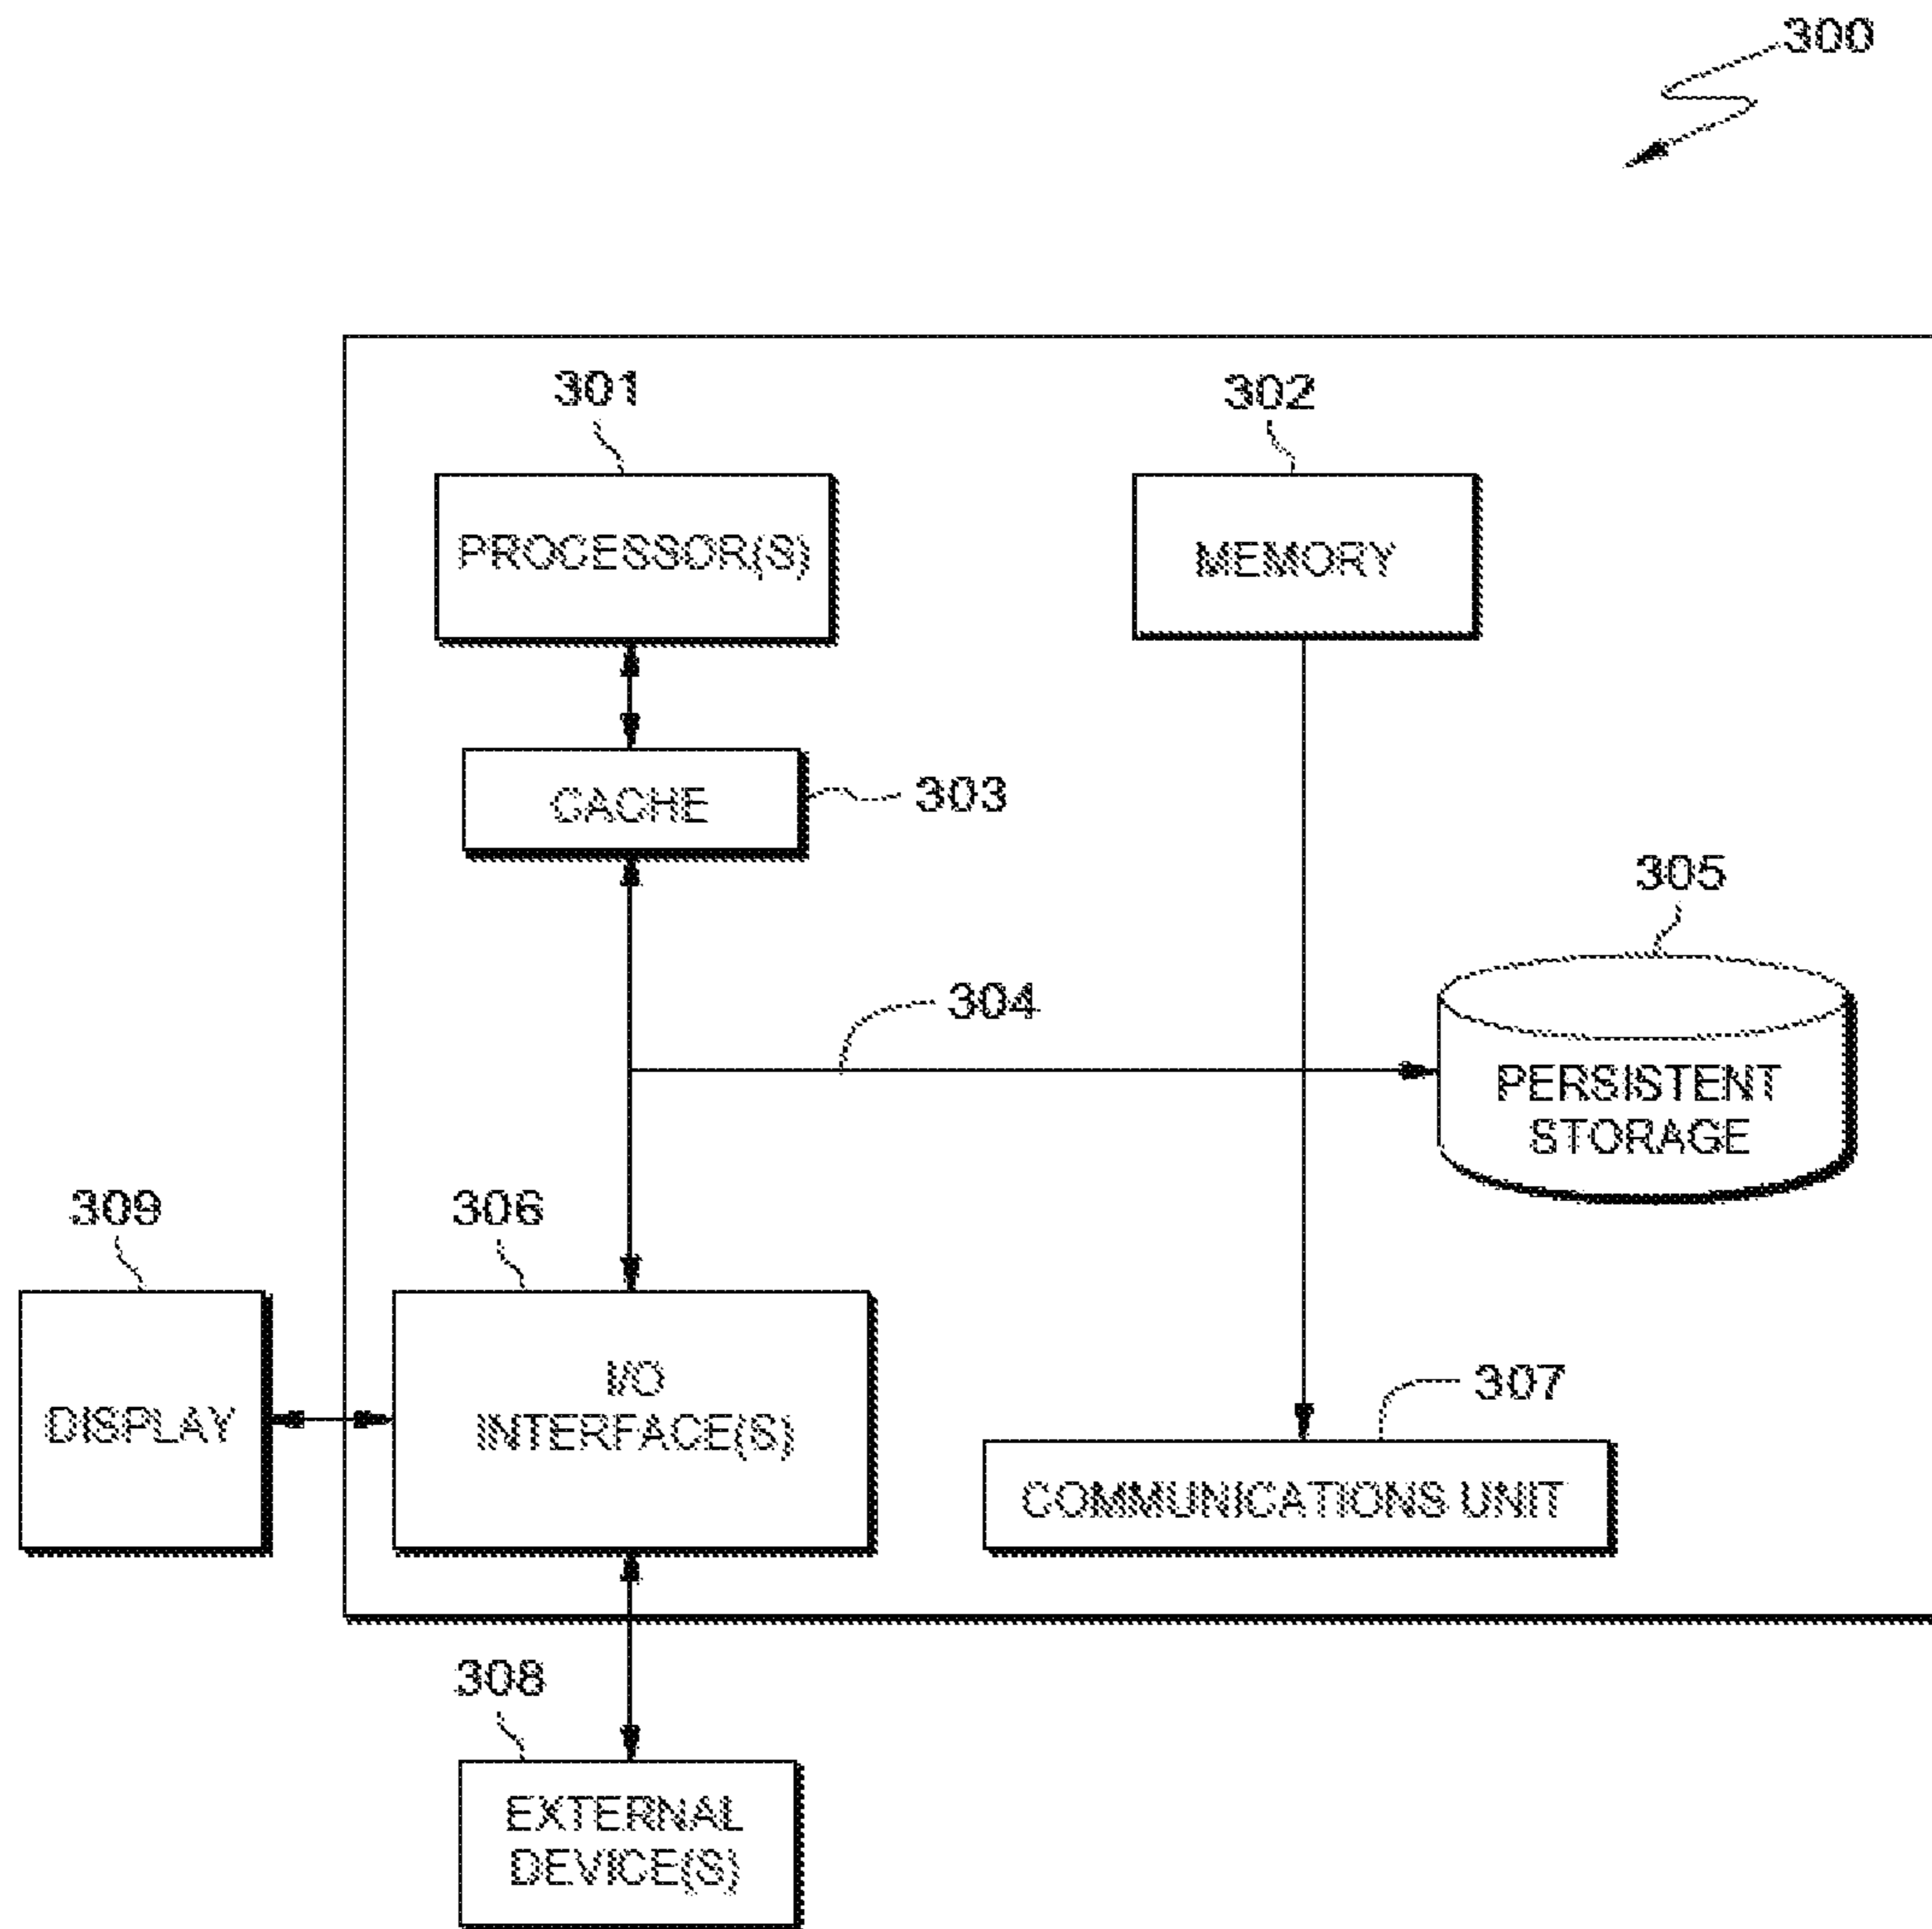 300
301
302
PROCESSOR(S)
MEMORY
CACHE
303
305
304
PERSISTENT
STORAGE
309
306
DISPLAY
I/O
INTERFACE(S)
307
COMMUNICATIONS UNIT
308
EXTERNAL
DEVICE(S)